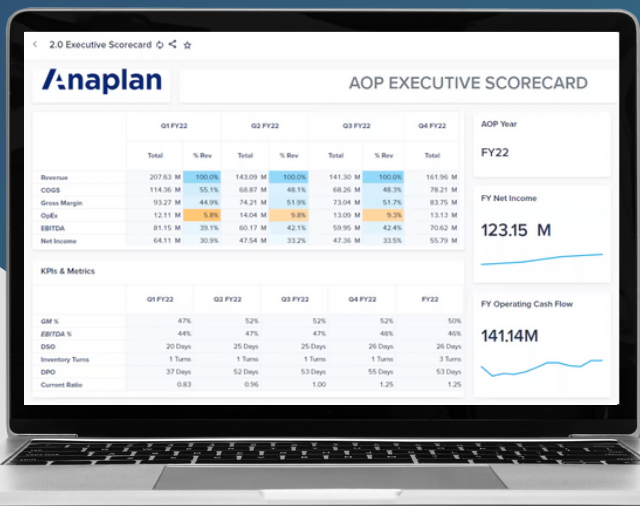 2.0 Executive Scorecard
Anaplan
AOP EXECUTIVE SCORECARD
Q1 FY22 Q2 FY22 Q3 FY22 Q4 FY22
Total % Rev Total % Rev Total % Rev Total
Revenue 207.63 M 100.0% 143.09 M 100.0% 141.30 M 100.0% 161.96 M
COGS 114.36 M 55.1% 68.87 M 48.1% 68.26 M 48.3% 78.21 M
Gross Margin 93.27 M 44.9% 74.21 M 51.9% 73.04 M 51.7% 83.75 M
OpEx 12.11 M 5.8% 14.04 M 9.8% 13.09 M 9.3% 13.13 M
EBITDA 81.15 M 39.1% 60.17 M 42.1% 59.95 M 42.4% 70.62 M
Net Income 64.11 M 30.9% 47.54 M 33.2% 47.36 M 33.5% 55.79 M
KPIs & Metrics
Q1 FY22 Q2 FY22 Q3 FY22 Q4 FY22 FY22
GM % 47% 52% 52% 52% 50%
EBITDA % 44% 47% 47% 48% 46%
DSO 20 Days 25 Days 25 Days 26 Days 26 Days
Inventory Turns 1 Turns 1 Turns 1 Turns 1 Turns 3 Turns
DPO 37 Days 52 Days 53 Days 55 Days 53 Days
Current Ratio 0.83 0.96 1.00 1.25 1.25
AOP Year
FY22
FY Net Income
123.15 M
FY Operating Cash Flow
141.14M